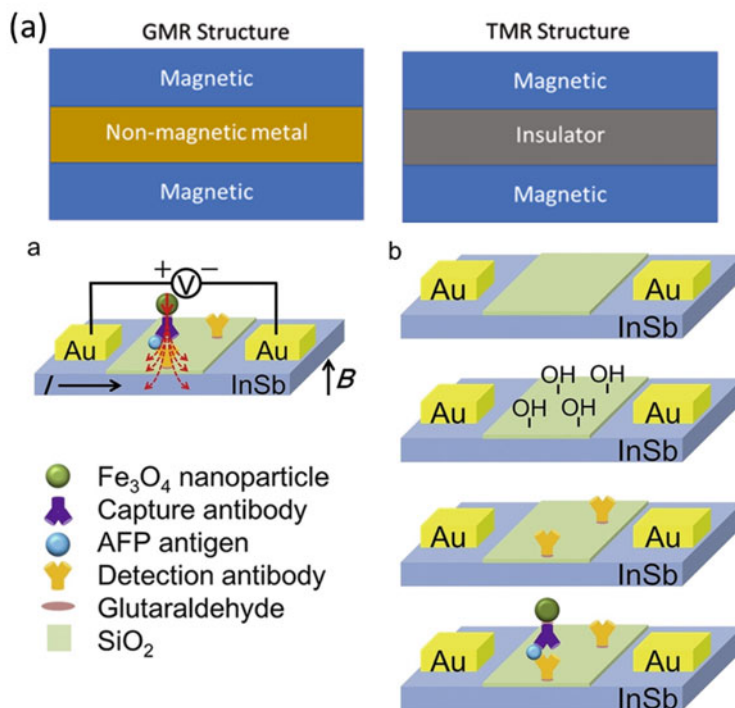 (a)
GMR Structure
Magnetic
Non-magnetic metal
Magnetic
TMR Structure
Magnetic
Insulator
Magnetic
a
+ V −
Au
Au
I
InSb
B
Fe₃O₄ nanoparticle
Capture antibody
AFP antigen
Detection antibody
Glutaraldehyde
SiO₂
b
Au
Au
InSb
OH OH
OH OH
Au
Au
InSb
Au
Au
InSb
Au
Au
InSb